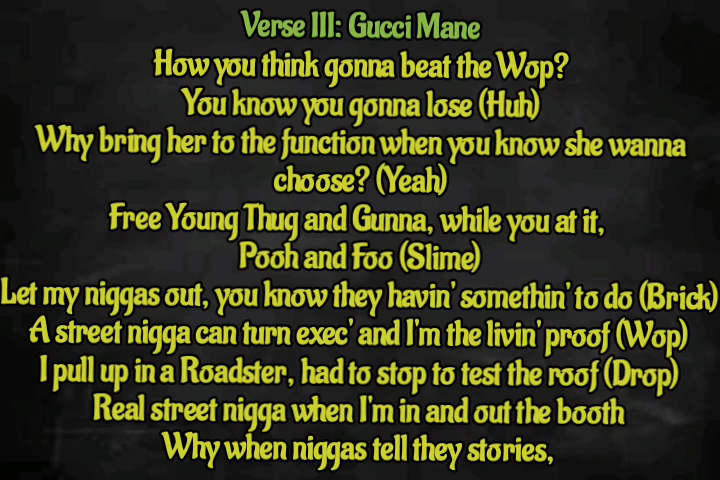 Verse III: Gucci Mane
How you think gonna beat the Wop?
You know you gonna lose (Huh)
Why bring her to the function when you know she wanna
choose? (Yeah)
Free Young Thug and Gunna, while you at it,
Pooh and Foo (Slime)
Let my niggas out, you know they havin' somethin' to do (Brick)
A street nigga can turn exec' and I'm the livin' proof (Wop)
I pull up in a Roadster, had to stop to test the roof (Drop)
Real street nigga when I'm in and out the booth
Why when niggas tell they stories,